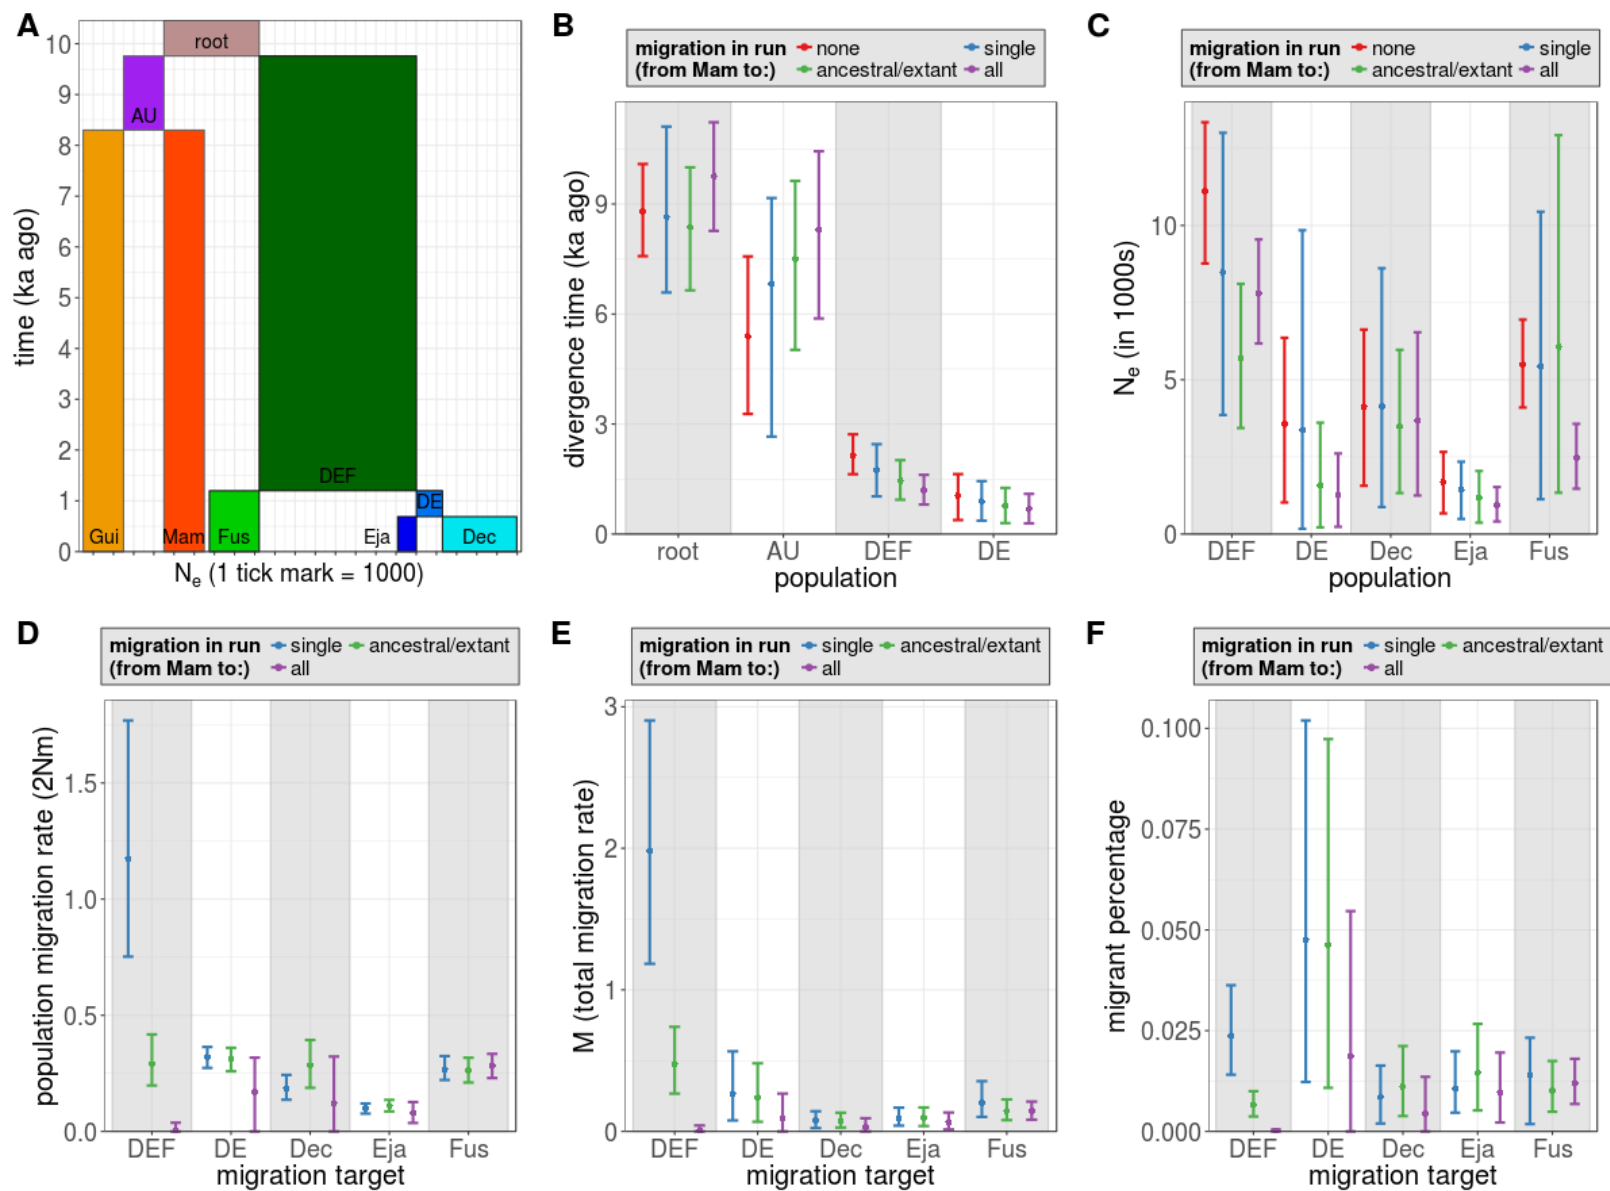 A
10
9
8
7
6
5
4
3
2
1
0
time (ka ago)
root
AU
DEF
DE
Gui
Mam
Fus
Eja
Dec
Ne (1 tick mark = 1000)
B
migration in run
(from Mam to:)
none
single
ancestral/extant
all
divergence time (ka ago)
9
6
3
0
root
AU
DEF
DE
population
C
migration in run
(from Mam to:)
none
single
ancestral/extant
all
Ne (in 1000s)
10
5
0
DEF
DE
Dec
Eja
Fus
population
D
migration in run
(from Mam to:)
single
ancestral/extant
all
population migration rate (2Nm)
1.5
1.0
0.5
0.0
DEF
DE
Dec
Eja
Fus
migration target
E
migration in run
(from Mam to:)
single
ancestral/extant
all
M (total migration rate)
3
2
1
0
DEF
DE
Dec
Eja
Fus
migration target
F
migration in run
(from Mam to:)
single
ancestral/extant
all
migrant percentage
0.100
0.075
0.050
0.025
0.000
DEF
DE
Dec
Eja
Fus
migration target